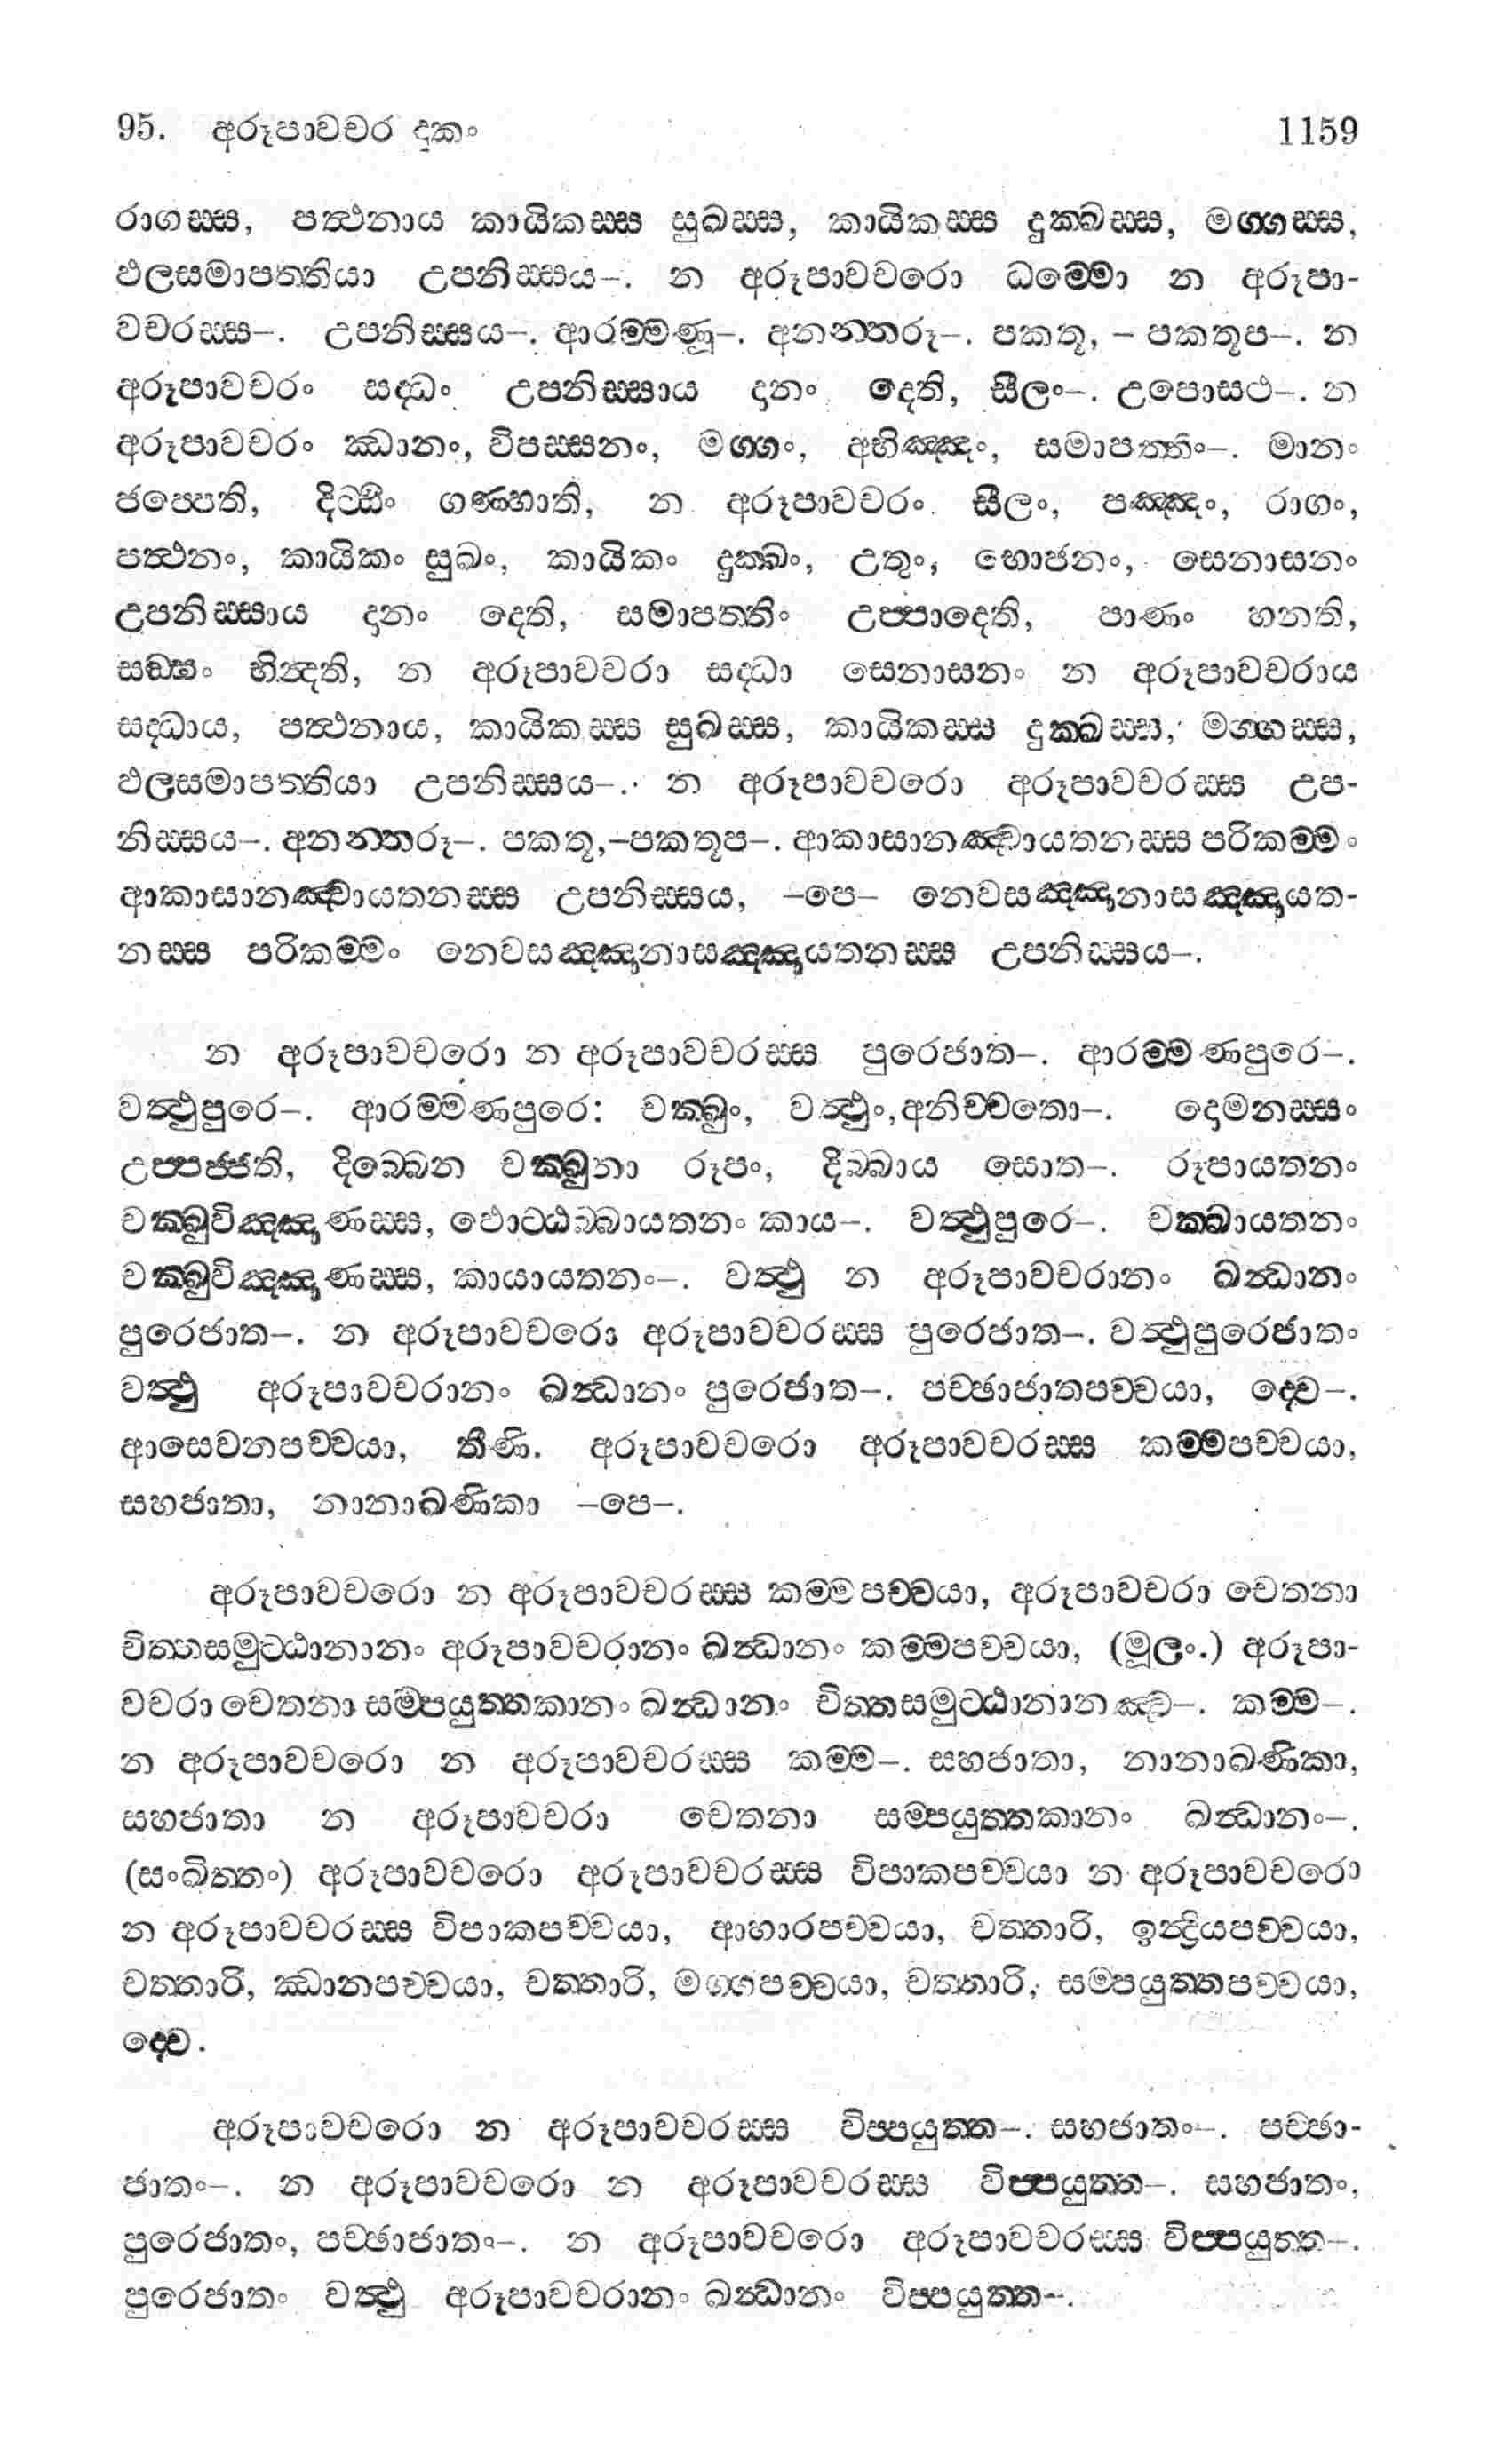 95. අරූපාවචර දුකං 1159
රාගස්ස, පත්ථනාය කායිකස්ස සුඛස්ස, කායිකස්ස දුක්ඛස්ස, මග්ගස්ස,
ඵලසමාපත්තියා උපනිස්සය–. න අරූපාවචරො ධම්මො න අරූපා-
වචරස්ස–. උපනිස්සය–. ආරම්මණූ–. අනන්තරූ–. පකතූ, – පකතූප–. න
අරූපාවචරං සද්ධං උපනිස්සාය දානං දෙති, සීලං–. උපොසථ–. න
අරූපාවචරං ඣානං, විපස්සනං, මග්ගං, අභිඤ්ඤං, සමාපත්තිං–. මානං
ජප්පෙති, දිට්ඨිං ගණ්හාති, න අරූපාවචරං සීලං, පඤ්ඤං, රාගං,
පත්ථනං, කායිකං සුඛං, කායිකං දුක්ඛං, උතුං, භොජනං, සෙනාසනං
උපනිස්සාය දානං දෙති, සමාපත්තිං උප්පාදෙති, පාණං හනති,
සඞ්ඝං භින්දති, න අරූපාවචරා සද්ධා සෙනාසනං න අරූපාවචරාය
සද්ධාය, පත්ථනාය, කායිකස්ස සුඛස්ස, කායිකස්ස දුක්ඛස්ස, මග්ගස්ස,
ඵලසමාපත්තියා උපනිස්සය–. න අරූපාවචරො අරූපාවචරස්ස උප-
නිස්සය–. අනන්තරූ–. පකතූ,–පකතූප–. ආකාසානඤ්චායතනස්ස පරිකම්මං
ආකාසානඤ්චායතනස්ස උපනිස්සය, –පෙ– නෙවසඤ්ඤානාසඤ්ඤායත-
නස්ස පරිකම්මං නෙවසඤ්ඤානාසඤ්ඤායතනස්ස උපනිස්සය–.
න අරූපාවචරො න අරූපාවචරස්ස පුරෙජාත–. ආරම්මණපුරෙ–.
වත්ථුපුරෙ–. ආරම්මණපුරෙ: චක්ඛුං, වත්ථුං,අනිච්චතො–. දොමනස්සං
උප්පජ්ජති, දිබ්බෙන චක්ඛුනා රූපං, දිබ්බාය සොත–. රූපායතනං
චක්ඛුවිඤ්ඤාණස්ස, ඵොට්ඨබ්බායතනං කාය–. වත්ථුපුරෙ–. චක්ඛායතනං
චක්ඛුවිඤ්ඤාණස්ස, කායායතනං–. වත්ථු න අරූපාවචරානං ඛන්ධානං
පුරෙජාත–. න අරූපාවචරො අරූපාවචරස්ස පුරෙජාත–. වත්ථුපුරෙජාතං
වත්ථු අරූපාවචරානං ඛන්ධානං පුරෙජාත–. පච්ඡාජාතපච්චයා, ද්වෙ–.
ආසෙවනපච්චයා, තීණි. අරූපාවචරො අරූපාවචරස්ස කම්මපච්චයා,
සහජාතා, නානාඛණිකා –පෙ–.
අරූපාවචරො න අරූපාවචරස්ස කම්මපච්චයා, අරූපාවචරා චෙතනා
චිත්තසමුට්ඨානානං අරූපාවචරානං ඛන්ධානං කම්මපච්චයා, (මූලං.) අරූපා-
වචරා චෙතනා සම්පයුත්තකානං ඛන්ධානං චිත්තසමුට්ඨානානඤ්ච–. කම්ම–.
න අරූපාවචරො න අරූපාවචරස්ස කම්ම–. සහජාතා, නානාඛණිකා,
සහජාතා න අරූපාවචරා චෙතනා සම්පයුත්තකානං ඛන්ධානං–.
(සංඛිත්තං) අරූපාවචරො අරූපාවචරස්ස විපාකපච්චයා න අරූපාවචරො
න අරූපාවචරස්ස විපාකපච්චයා, ආහාරපච්චයා, චත්තාරි, ඉන්ද්‍රියපච්චයා,
චත්තාරි, ඣානපච්චයා, චත්තාරි, මග්ගපච්චයා, චත්තාරි, සම්පයුත්තපච්චයා,
ද්වෙ.
අරූපාවචරො න අරූපාවචරස්ස විප්පයුත්ත–. සහජාතං–. පච්ඡා-
ජාතං–. න අරූපාවචරො න අරූපාවචරස්ස විප්පයුත්ත–. සහජාතං,
පුරෙජාතං, පච්ඡාජාතං–. න අරූපාවචරො අරූපාවචරස්ස විප්පයුත්ත–.
පුරෙජාතං වත්ථු අරූපාවචරානං ඛන්ධානං විප්පයුත්ත–.